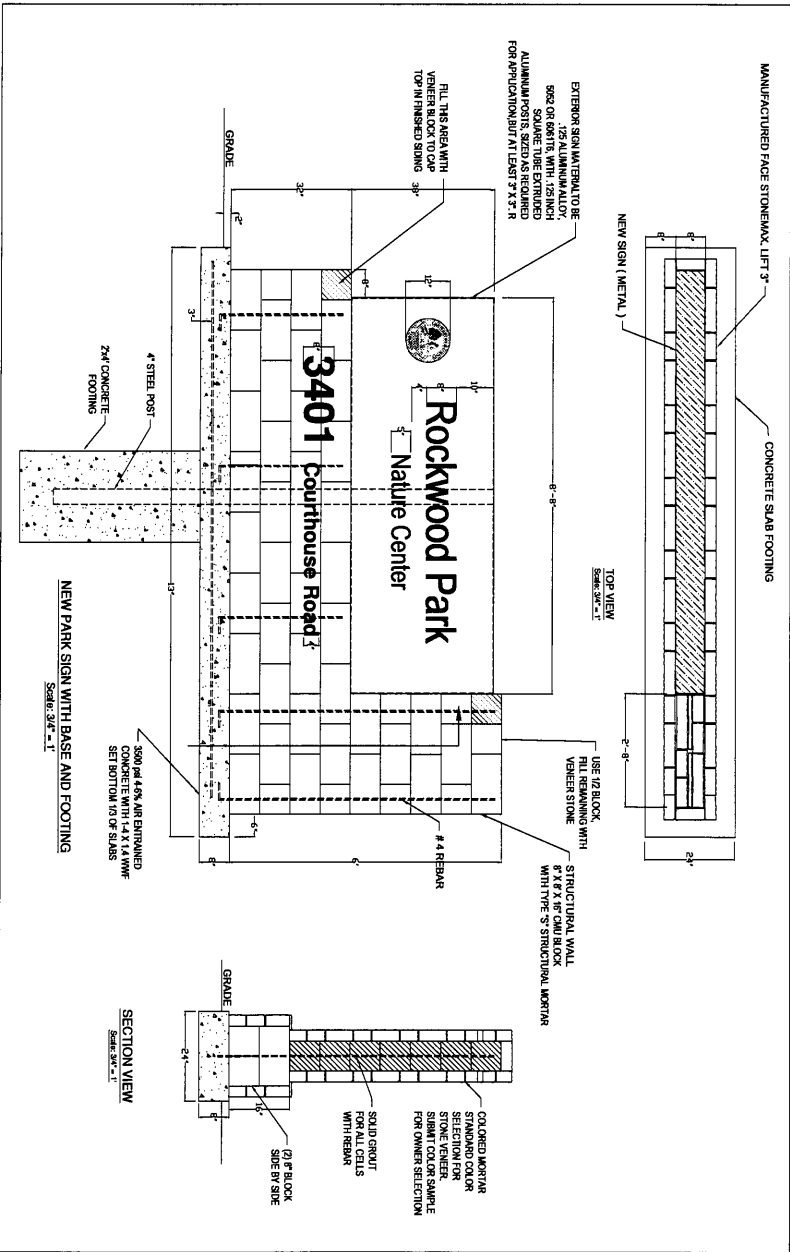 MANUFACTURED FACE STONEMAX. LIFT 3"
CONCRETE SLAB FOOTING
NEW SIGN ( METAL )
8"
8"
2'-8"
24"
TOP VIEW
Scale: 3/4" = 1'
EXTERIOR SIGN MATERIAL TO BE
.125 ALUMINUM ALLOY,
5052 OR 6061T6, WITH .125 INCH
SQUARE TUBE EXTRUDED
ALUMINUM POSTS, SIZED AS REQUIRED
FOR APPLICATION,BUT AT LEAST 3" X 3". R
FILL THIS AREA WITH
VENEER BLOCK TO CAP
TOP IN FINISHED SIDING
USE 1/2 BLOCK,
FILL REMAINING WITH
VENEER STONE
STRUCTURAL WALL
8" X 8" X 16" CMU BLOCK
WITH TYPE "S" STRUCTURAL MORTAR
8'-8"
38"
32"
8"
12"
10"
8"
4"
5"
Rockwood Park
Nature Center
6"
3401 Courthouse Road
4"
# 4 REBAR
6'
GRADE
2"
3"
6"
8"
13'
4" STEEL POST
2'x4' CONCRETE
FOOTING
3500 psi 4-6% AIR ENTRAINED
CONCRETE WITH 1-4 X 1.4 WWF
SET BOTTOM 1/3 OF SLABS
NEW PARK SIGN WITH BASE AND FOOTING
Scale: 3/4" = 1'
COLORED MORTAR
STANDARD COLOR
SELECTION FOR
STONE VENEER.
SUBMIT COLOR SAMPLE
FOR OWNER SELECTION
SOLID GROUT
FOR ALL CELLS
WITH REBAR
(2) 8" BLOCK
SIDE BY SIDE
GRADE
16"
8"
24"
SECTION VIEW
Scale: 3/4" = 1'